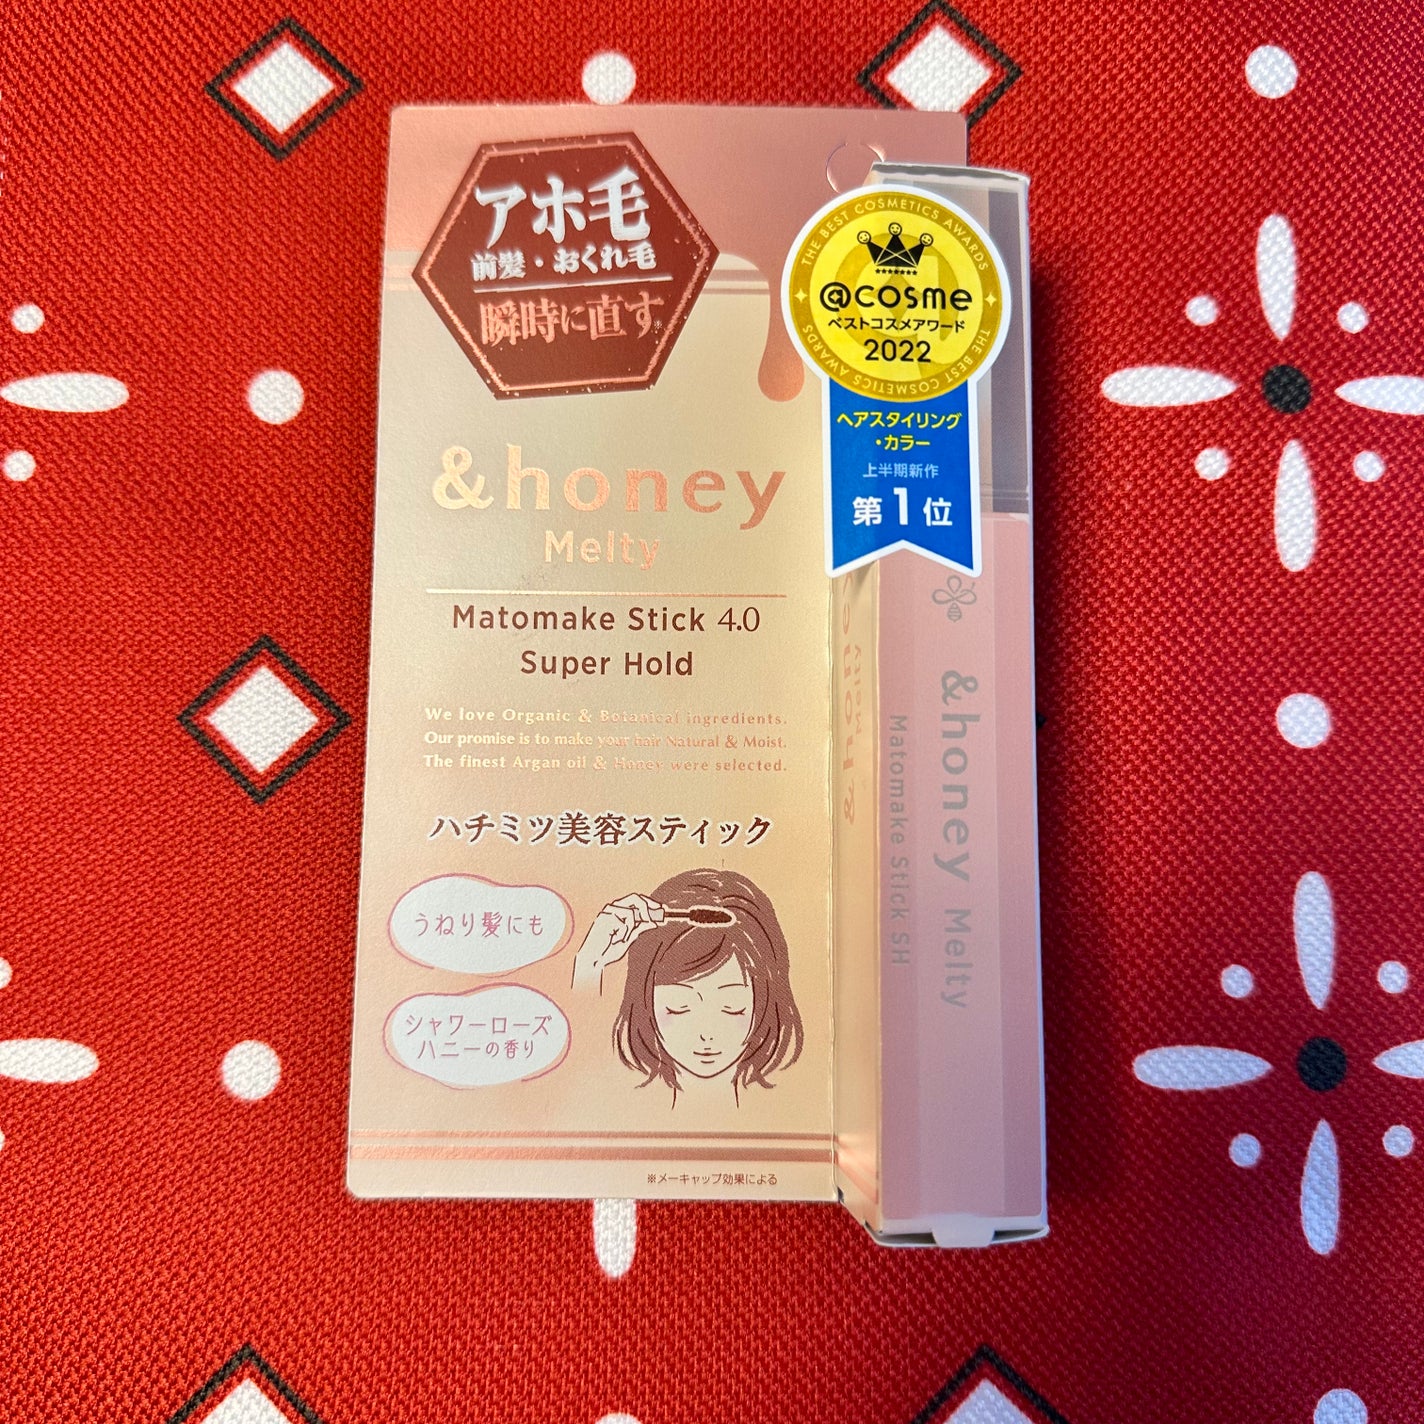 アホ毛
前髪・おくれ毛
瞬時に直す※
THE BEST COSMETICS AWARDS
@cosme
ベストコスメアワード
2022
THE BEST COSMETICS AWARDS
ヘアスタイリング
・カラー
上半期新作
第1位
&honey
Melty
Matomake Stick 4.0
Super Hold
We love Organic & Botanical ingredients.
Our promise is to make your hair Natural & Moist.
The finest Argan oil & Honey were selected.
ハチミツ美容スティック
うねり髪にも
シャワーローズ
ハニーの香り
※メーキャップ効果による
&honey
Melty
&honey Melty
Matomake Stick SH